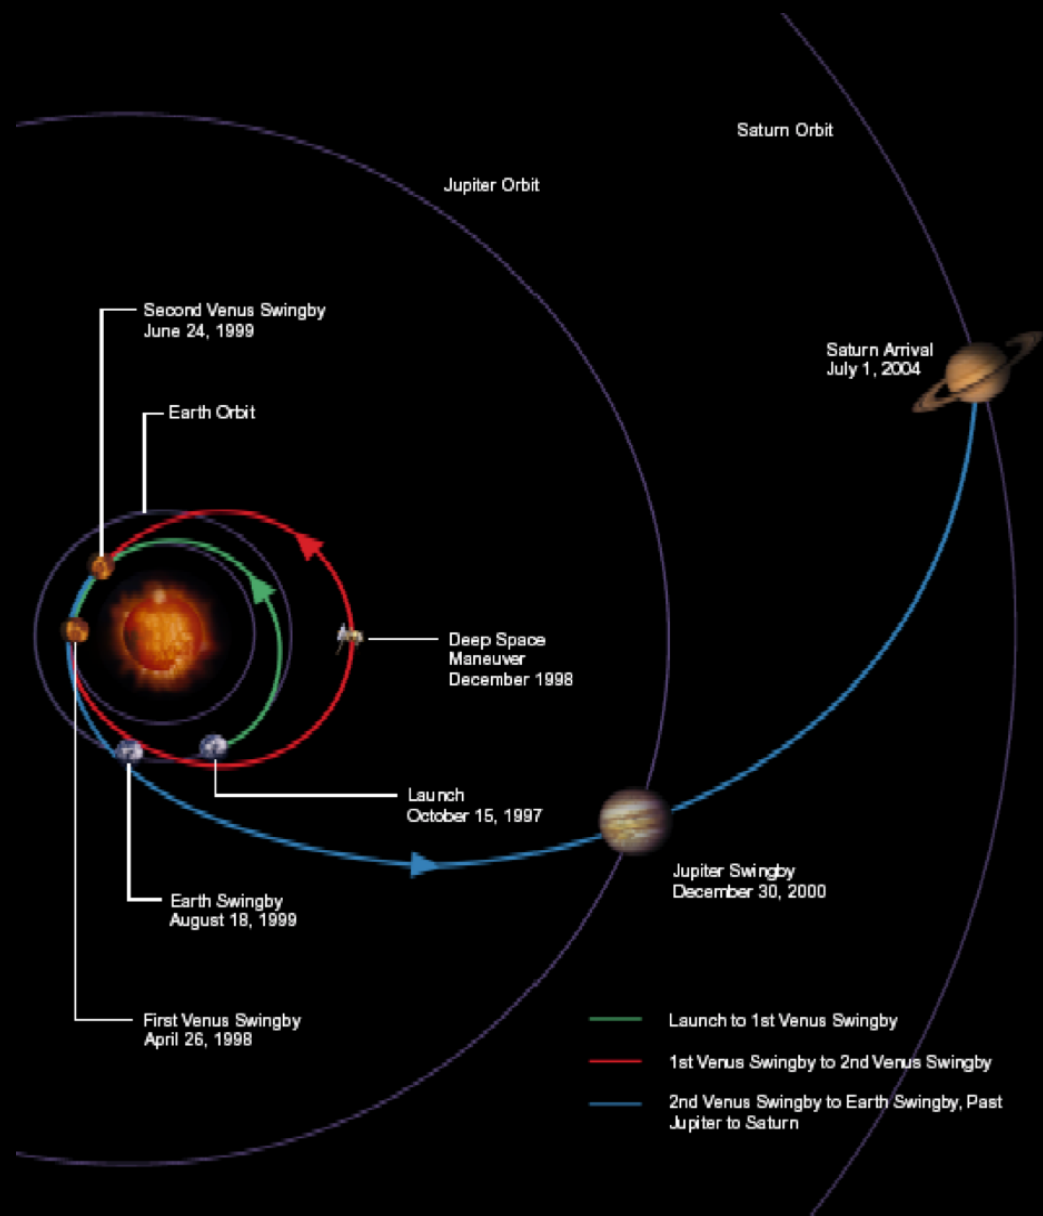 Saturn Orbit
Jupiter Orbit
Second Venus Swingby
June 24, 1999
Saturn Arrival
July 1, 2004
Earth Orbit
Deep Space
Maneuver
December 1998
Launch
October 15, 1997
Jupiter Swingby
December 30, 2000
Earth Swingby
August 18, 1999
First Venus Swingby
April 26, 1998
Launch to 1st Venus Swingby
1st Venus Swingby to 2nd Venus Swingby
2nd Venus Swingby to Earth Swingby, Past
Jupiter to Saturn